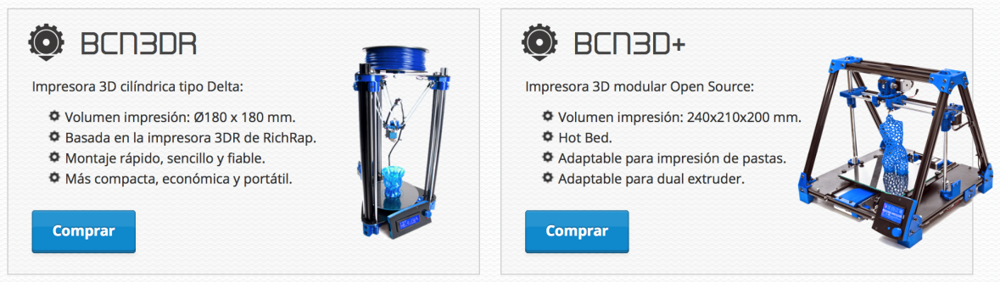 BCN3DR
Impresora 3D cilíndrica tipo Delta:
Volumen impresión: Ø180 x 180 mm.
Basada en la impresora 3DR de RichRap.
Montaje rápido, sencillo y fiable.
Más compacta, económica y portátil.
Comprar
BCN3D+
Impresora 3D modular Open Source:
Volumen impresión: 240x210x200 mm.
Hot Bed.
Adaptable para impresión de pastas.
Adaptable para dual extruder.
Comprar